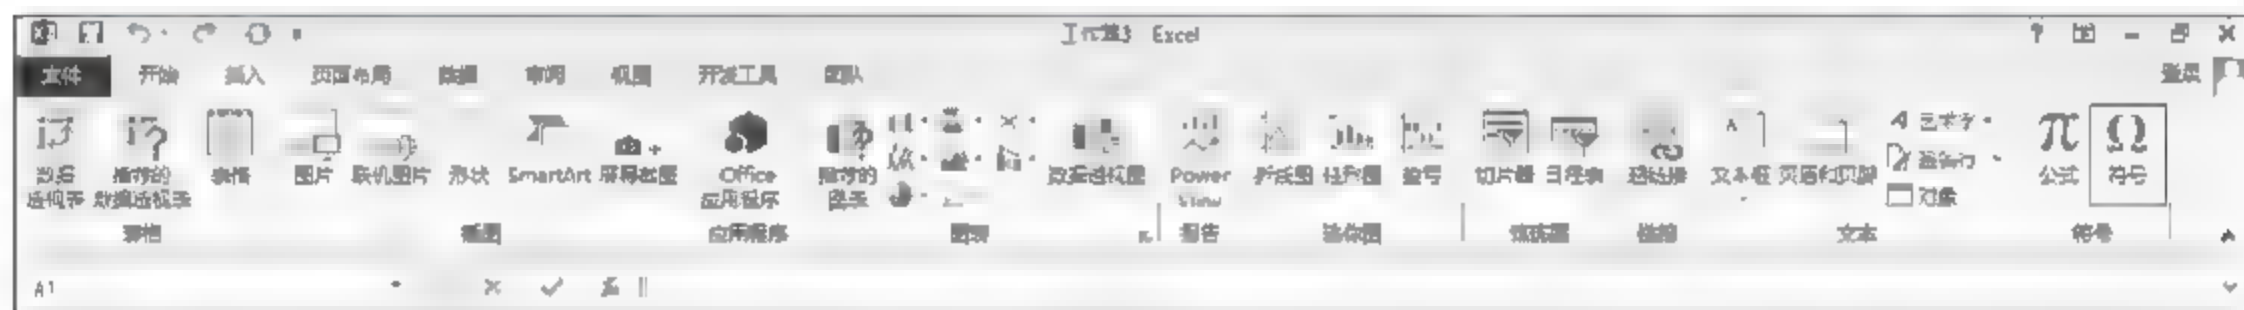 工作簿3 Excel
文件 开始 插入 页面布局 数据 审阅 视图 开发工具 团队 登录
数据透视表 推荐的数据透视表 表格 图片 联机图片 形状 SmartArt 屏幕截图 Office应用程序 推荐的图表 数据透视图 Power View 折线图 柱形图 盈亏 切片器 日程表 超链接 文本框 页眉和页脚 艺术字 签名行 对象 公式 符号
表格 插图 应用程序 图表 报告 迷你图 筛选器 链接 文本 符号
A1